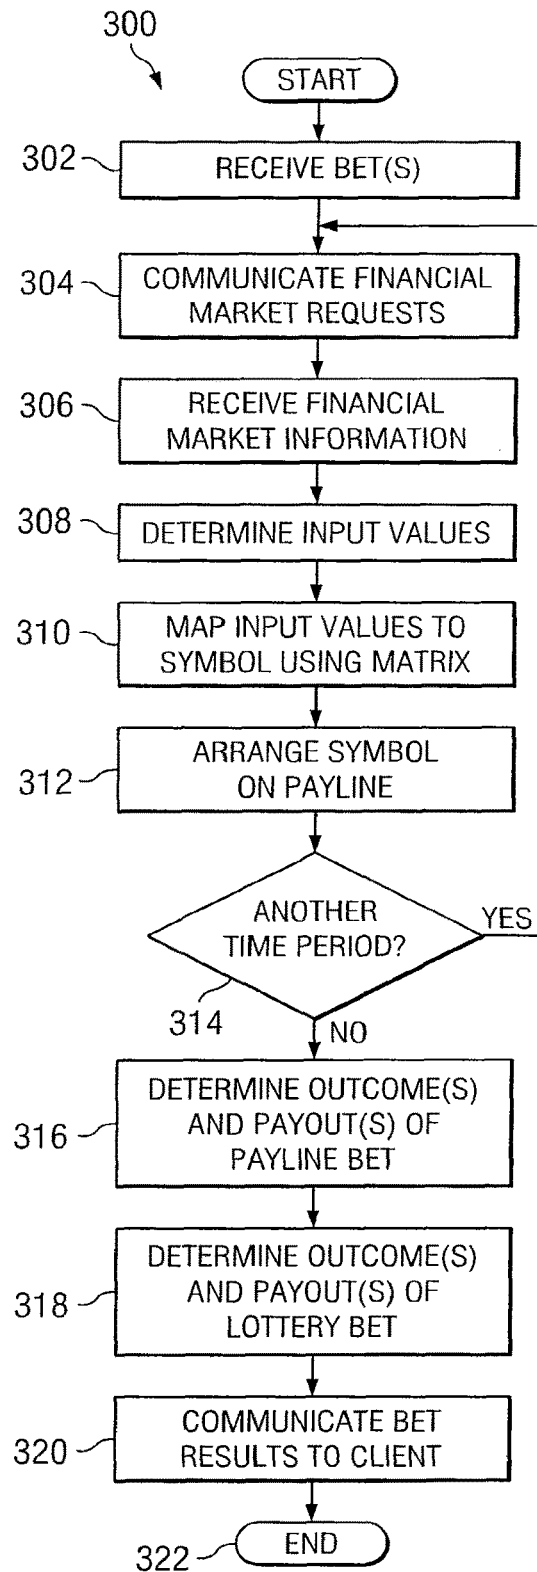 300
START
302
RECEIVE BET(S)
304
COMMUNICATE FINANCIAL
MARKET REQUESTS
306
RECEIVE FINANCIAL
MARKET INFORMATION
308
DETERMINE INPUT VALUES
310
MAP INPUT VALUES TO
SYMBOL USING MATRIX
312
ARRANGE SYMBOL
ON PAYLINE
ANOTHER
TIME PERIOD?
YES
314
NO
316
DETERMINE OUTCOME(S)
AND PAYOUT(S) OF
PAYLINE BET
318
DETERMINE OUTCOME(S)
AND PAYOUT(S) OF
LOTTERY BET
320
COMMUNICATE BET
RESULTS TO CLIENT
322
END